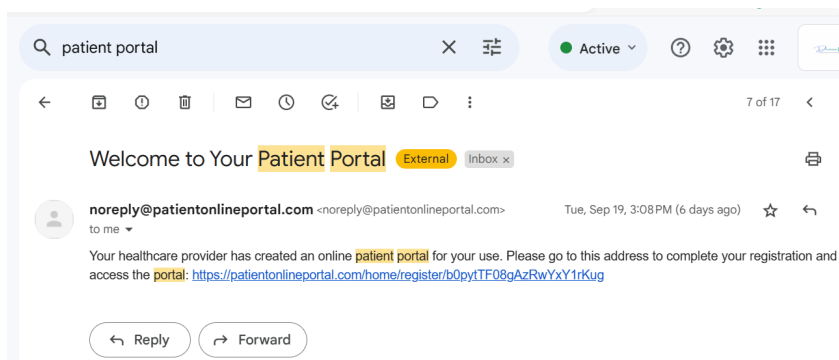 patient portal
Active
7 of 17
Welcome to Your Patient Portal External Inbox x
noreply@patientonlineportal.com <noreply@patientonlineportal.com> Tue, Sep 19, 3:08 PM (6 days ago)
to me
Your healthcare provider has created an online patient portal for your use. Please go to this address to complete your registration and
access the portal: https://patientonlineportal.com/home/register/b0pytTF08gAzRwYxY1rKug
Reply Forward